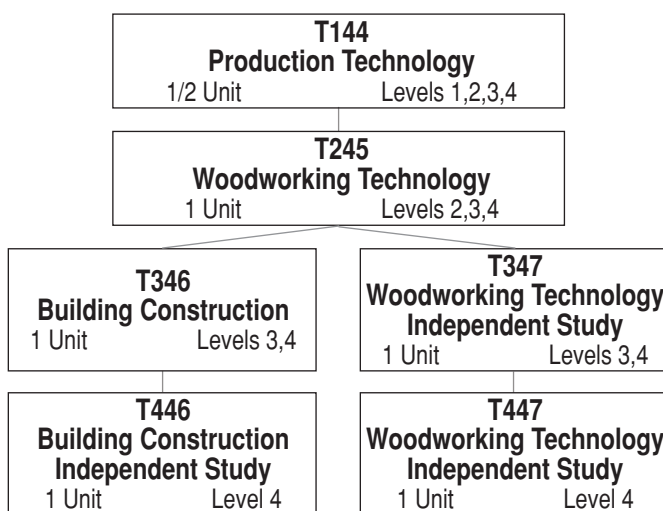 T144
Production Technology
1/2 Unit Levels 1,2,3,4
T245
Woodworking Technology
1 Unit Levels 2,3,4
T346
Building Construction
1 Unit Levels 3,4
T347
Woodworking Technology
Independent Study
1 Unit Levels 3,4
T446
Building Construction
Independent Study
1 Unit Level 4
T447
Woodworking Technology
Independent Study
1 Unit Level 4